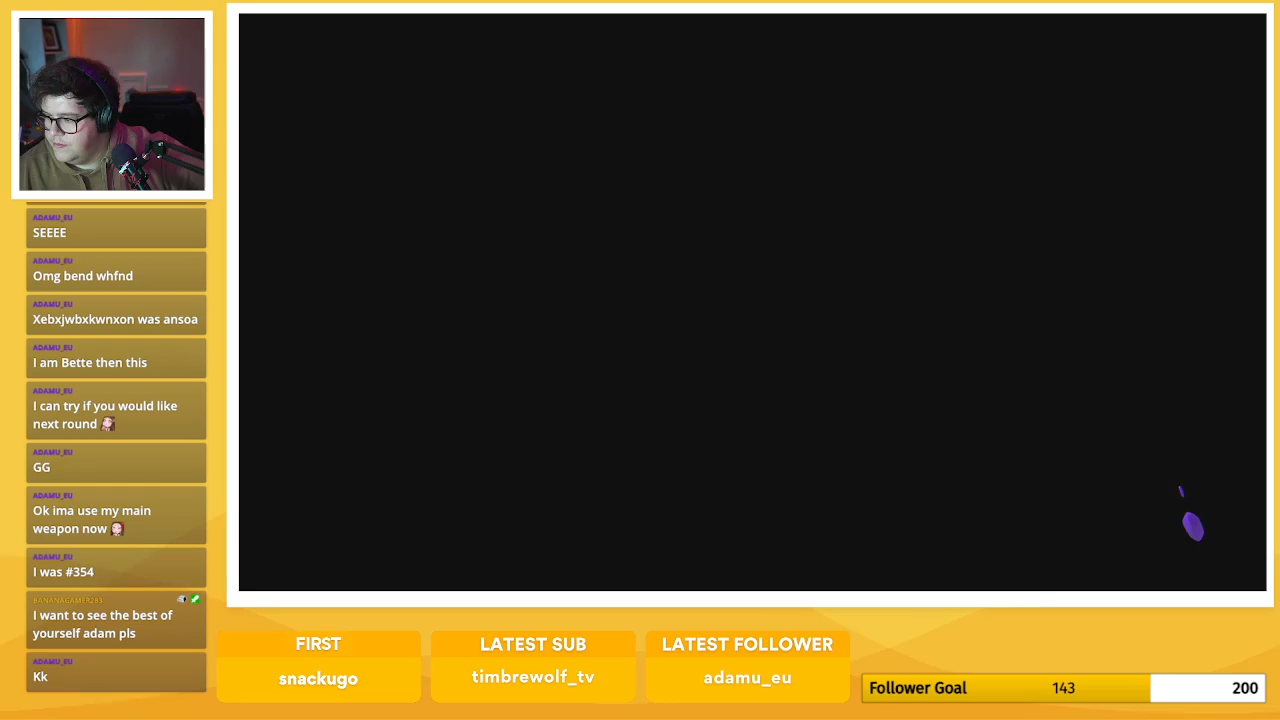 ADAMU_EU
SEEEE
ADAMU_EU
Omg bend whfnd
ADAMU_EU
Xebxjwbxkwnxon was ansoa
ADAMU_EU
I am Bette then this
ADAMU_EU
I can try if you would like
next round
ADAMU_EU
GG
ADAMU_EU
Ok ima use my main
weapon now
ADAMU_EU
I was #354
BANANAGAMER283
I want to see the best of
yourself adam pls
ADAMU_EU
Kk
FIRST
snackugo
LATEST SUB
timbrewolf_tv
LATEST FOLLOWER
adamu_eu
Follower Goal 143 200